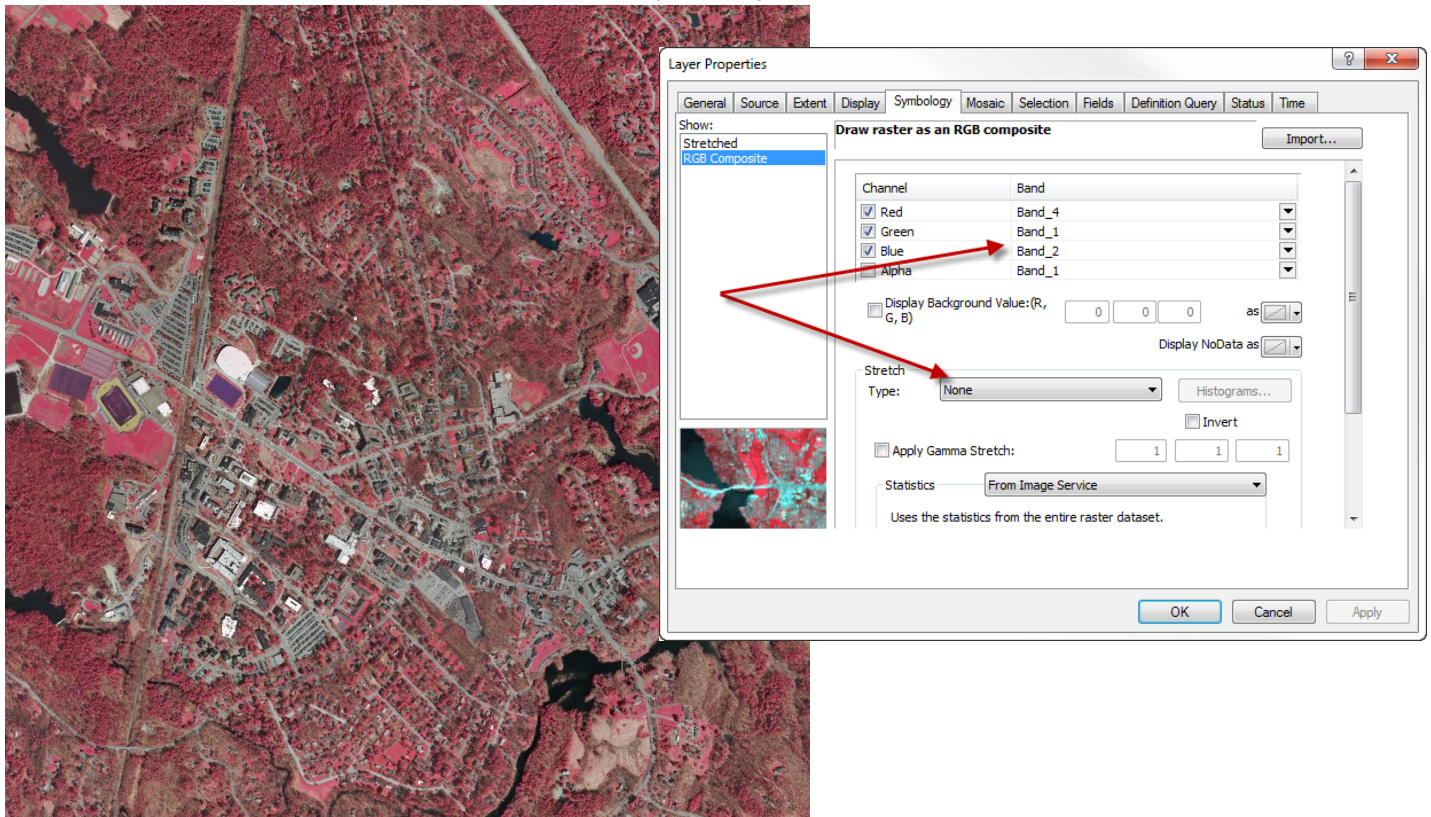 Layer Properties
General Source Extent Display Symbology Mosaic Selection Fields Definition Query Status Time
Show:
Stretched
RGB Composite
Draw raster as an RGB composite
Import...
Channel Band
Red Band_4
Green Band_1
Blue Band_2
Alpha Band_1
Display Background Value:(R,
G, B)
0 0 0 as
Display NoData as
Stretch
Type: None Histograms...
Invert
Apply Gamma Stretch: 1 1 1
Statistics From Image Service
Uses the statistics from the entire raster dataset.
OK Cancel Apply